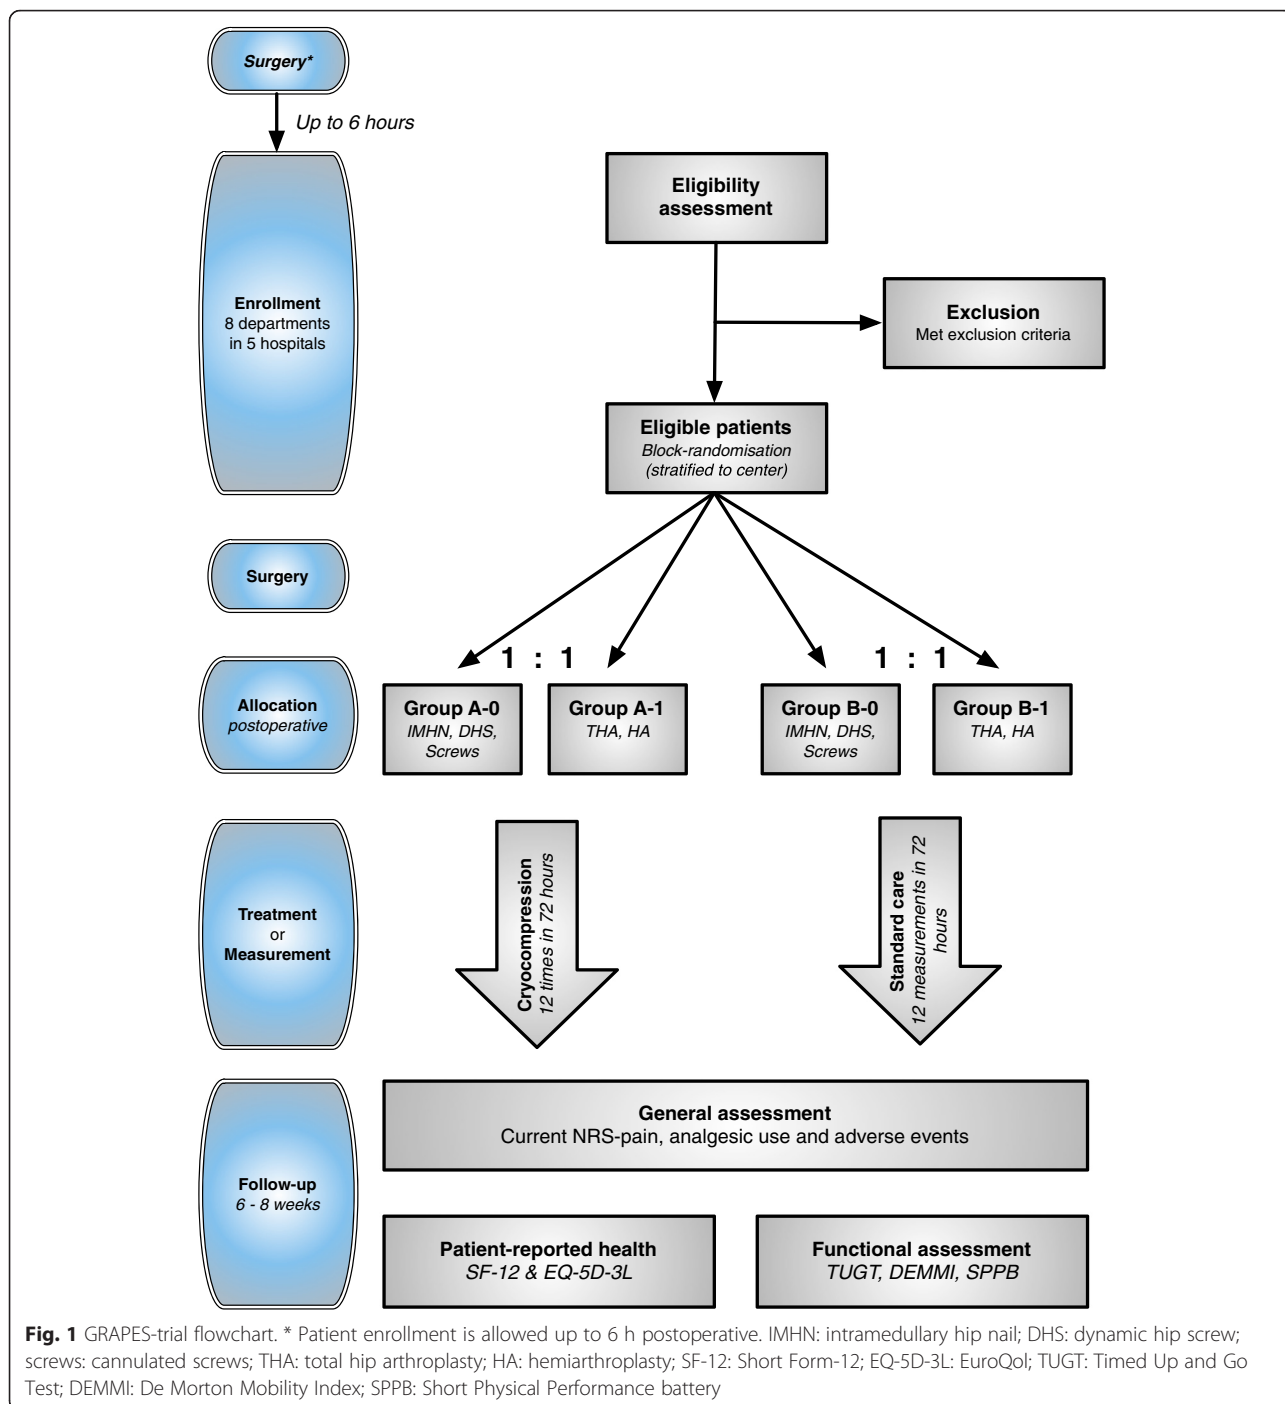 Surgery*
Up to 6 hours
Enrollment
8 departments
in 5 hospitals
Eligibility
assessment
Exclusion
Met exclusion criteria
Eligible patients
Block-randomisation
(stratified to center)
Surgery
1 : 1
1 : 1
Allocation
postoperative
Group A-0
IMHN, DHS,
Screws
Group A-1
THA, HA
Group B-0
IMHN, DHS,
Screws
Group B-1
THA, HA
Treatment
or
Measurement
Cryocompression
12 times in 72 hours
Standard care
12 measurements in 72
hours
Follow-up
6 - 8 weeks
General assessment
Current NRS-pain, analgesic use and adverse events
Patient-reported health
SF-12 & EQ-5D-3L
Functional assessment
TUGT, DEMMI, SPPB
Fig. 1 GRAPES-trial flowchart. * Patient enrollment is allowed up to 6 h postoperative. IMHN: intramedullary hip nail; DHS: dynamic hip screw;
screws: cannulated screws; THA: total hip arthroplasty; HA: hemiarthroplasty; SF-12: Short Form-12; EQ-5D-3L: EuroQol; TUGT: Timed Up and Go
Test; DEMMI: De Morton Mobility Index; SPPB: Short Physical Performance battery